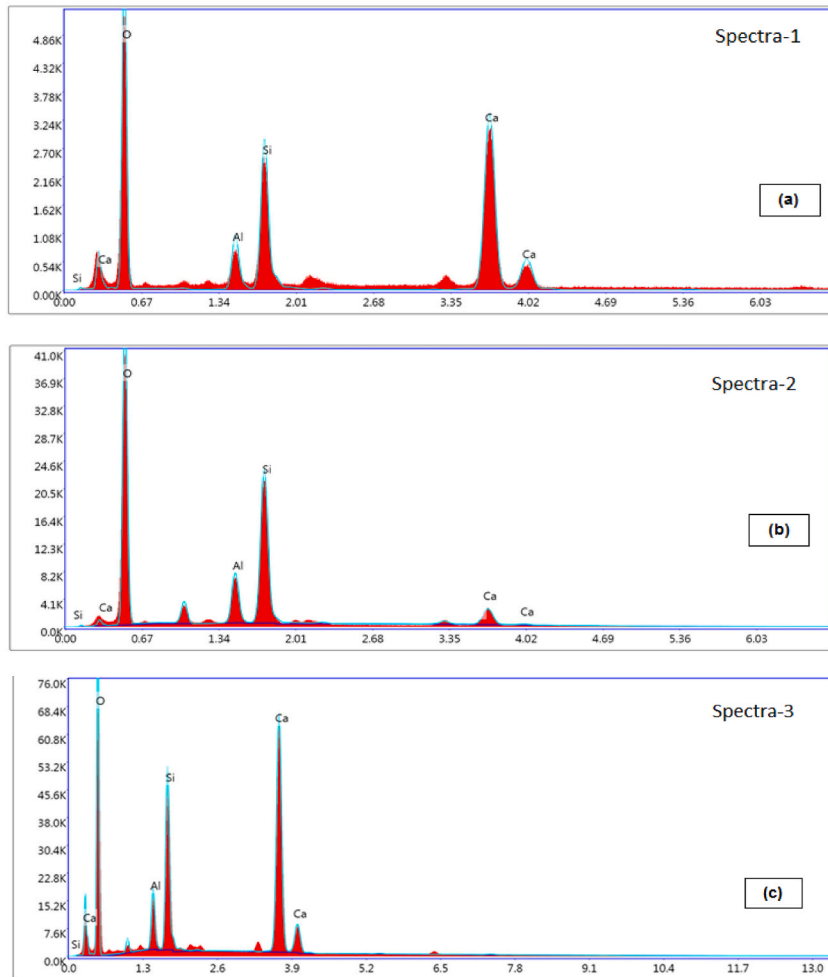 Spectra-1
4.86K
O
4.32K
3.78K
3.24K
Ca
2.70K
Si
2.16K
(a)
1.62K
1.08K
Al
Ca
0.54K
Si Ca
0.00K
0.00 0.67 1.34 2.01 2.68 3.35 4.02 4.69 5.36 6.03
41.0K
O
Spectra-2
36.9K
32.8K
28.7K
24.6K
Si
20.5K
16.4K
(b)
12.3K
8.2K
Al
4.1K
Si Ca Ca Ca
0.0K
0.00 0.67 1.34 2.01 2.68 3.35 4.02 4.69 5.36 6.03
76.0K
O
Spectra-3
68.4K
Ca
60.8K
53.2K
Si
45.6K
38.0K
30.4K
22.8K
Al
(c)
15.2K
Ca Ca
7.6K
Si
0.0K
0.0 1.3 2.6 3.9 5.2 6.5 7.8 9.1 10.4 11.7 13.0